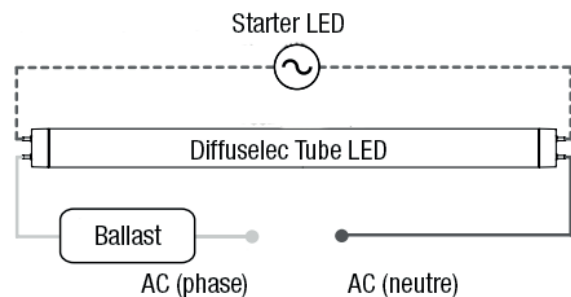 Starter LED
Diffuselec Tube LED
Ballast
AC (phase) AC (neutre)